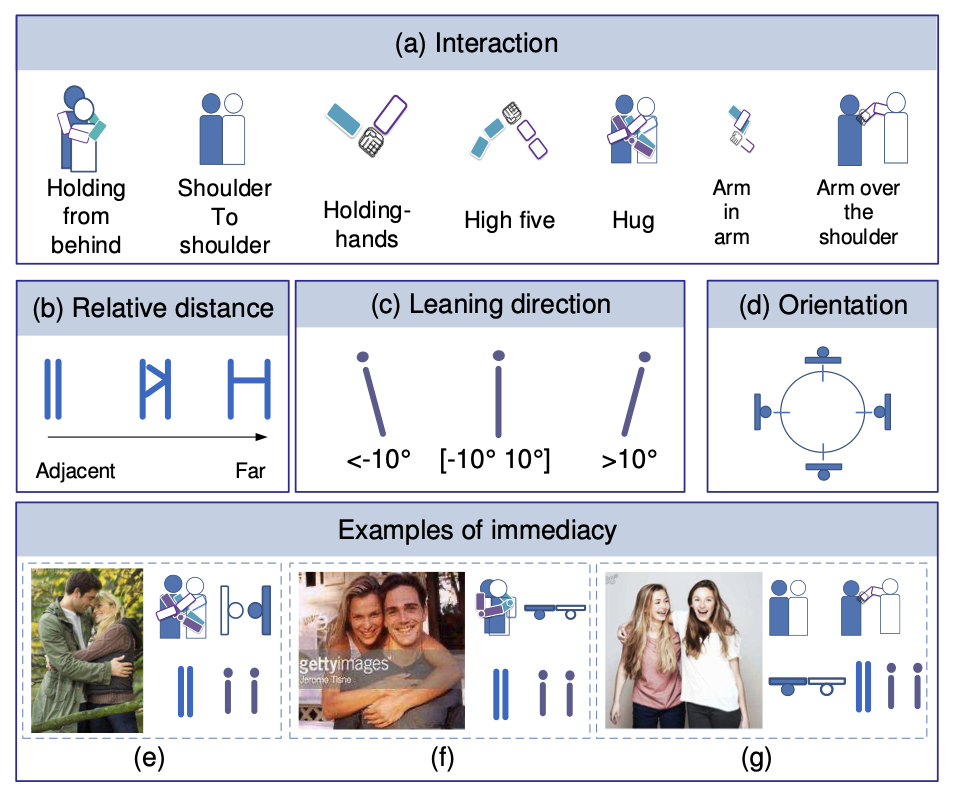 (a) Interaction
Holding
from
behind
Shoulder
To
shoulder
Holding-
hands
High five
Hug
Arm
in
arm
Arm over
the
shoulder
(b) Relative distance
Adjacent
Far
(c) Leaning direction
<-10°
[-10° 10°]
>10°
(d) Orientation
Examples of immediacy
gettyimages
Jerome Tisne
(e)
(f)
(g)